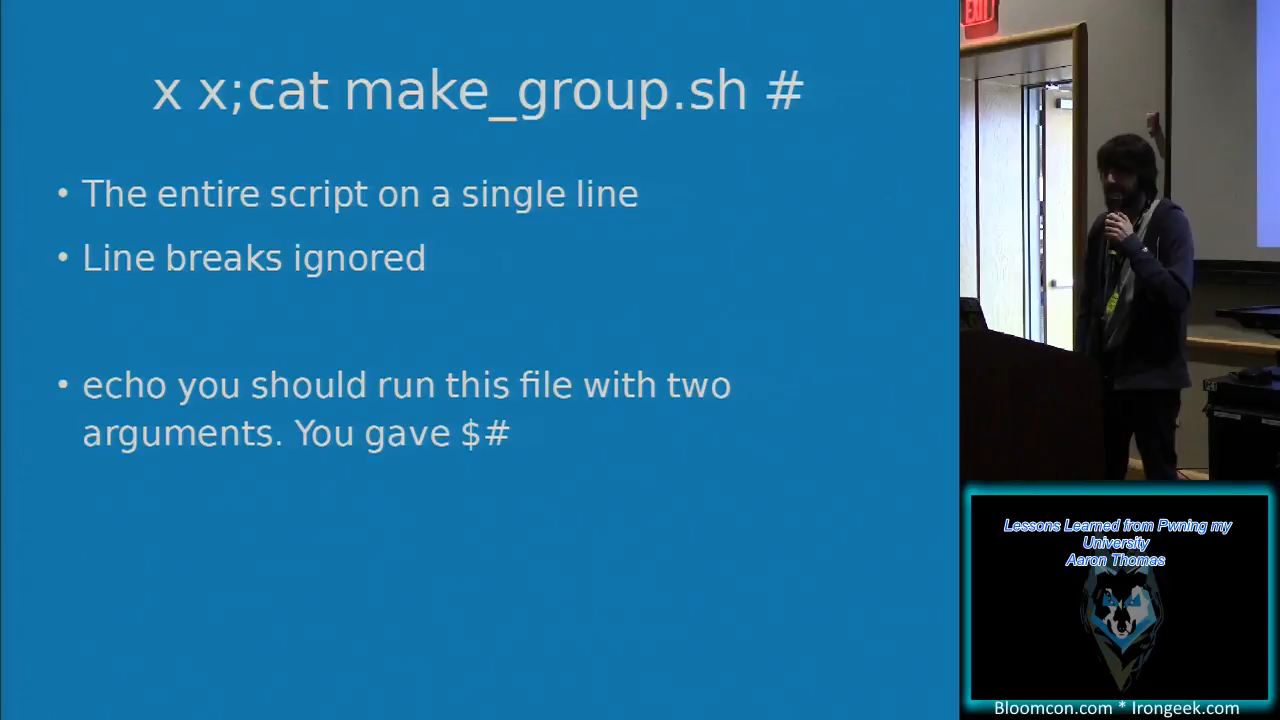 x x;cat make_group.sh #
• The entire script on a single line
• Line breaks ignored
• echo you should run this file with two
arguments. You gave $#
EXIT
Lessons Learned from Pwning my
University
Aaron Thomas
Bloomcon.com * Irongeek.com